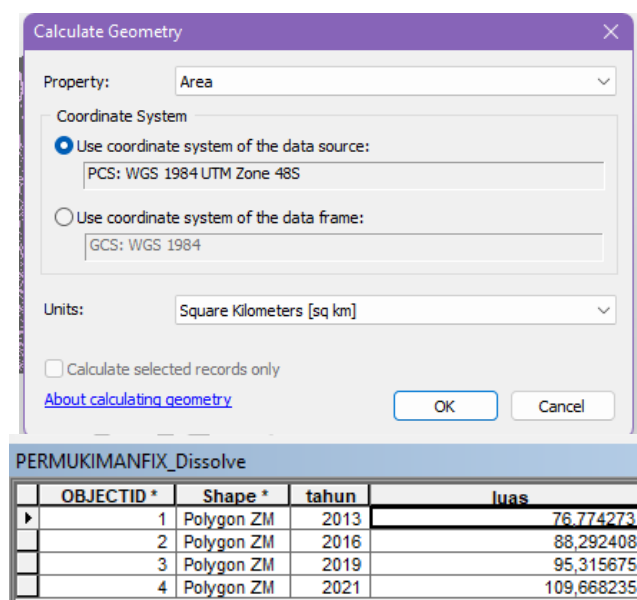 Calculate Geometry
Property: Area
Coordinate System
Use coordinate system of the data source:
PCS: WGS 1984 UTM Zone 48S
Use coordinate system of the data frame:
GCS: WGS 1984
Units: Square Kilometers [sq km]
Calculate selected records only
About calculating geometry OK Cancel
PERMUKIMANFIX_Dissolve
OBJECTID * Shape * tahun luas
1 Polygon ZM 2013 76,774273
2 Polygon ZM 2016 88,292408
3 Polygon ZM 2019 95,315675
4 Polygon ZM 2021 109,668235